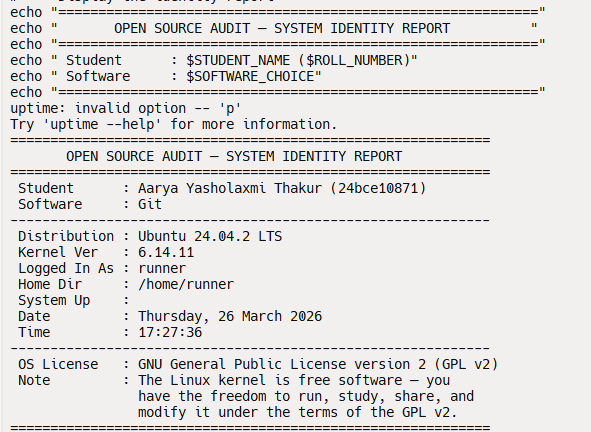 echo "============================================================"
echo "       OPEN SOURCE AUDIT — SYSTEM IDENTITY REPORT          "
echo "============================================================"
echo " Student      : $STUDENT_NAME ($ROLL_NUMBER)"
echo " Software     : $SOFTWARE_CHOICE"
echo "============================================================"
uptime: invalid option -- 'p'
Try 'uptime --help' for more information.
============================================================
       OPEN SOURCE AUDIT — SYSTEM IDENTITY REPORT
============================================================
 Student      : Aarya Yasholaxmi Thakur (24bce10871)
 Software     : Git
------------------------------------------------------------
 Distribution : Ubuntu 24.04.2 LTS
 Kernel Ver   : 6.14.11
 Logged In As : runner
 Home Dir     : /home/runner
 System Up    :
 Date         : Thursday, 26 March 2026
 Time         : 17:27:36
------------------------------------------------------------
 OS License   : GNU General Public License version 2 (GPL v2)
 Note         : The Linux kernel is free software — you
                have the freedom to run, study, share, and
                modify it under the terms of the GPL v2.
============================================================